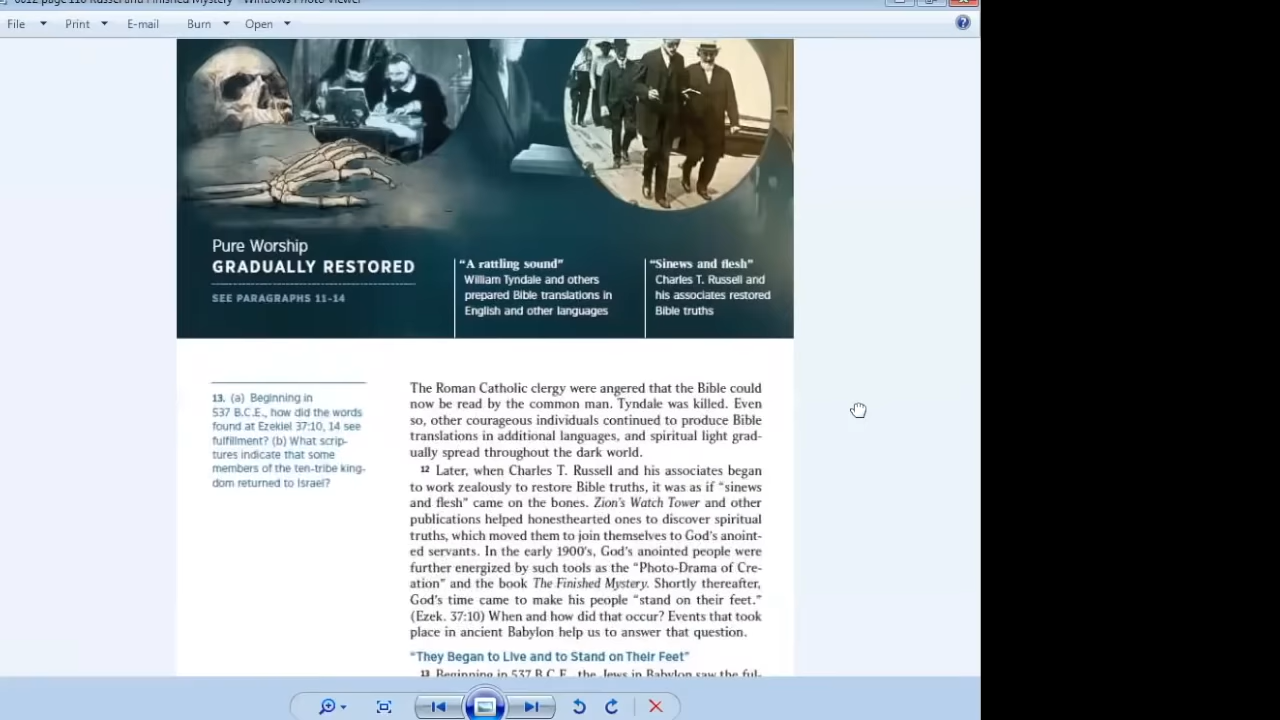 File
Print
E-mail
Burn
Open
Pure Worship
GRADUALLY RESTORED
SEE PARAGRAPHS 11-14
“A rattling sound”
William Tyndale and others
prepared Bible translations in
English and other languages
“Sinews and flesh”
Charles T. Russell and
his associates restored
Bible truths
13. (a) Beginning in
537 B.C.E., how did the words
found at Ezekiel 37:10, 14 see
fulfillment? (b) What scrip-
tures indicate that some
members of the ten-tribe king-
dom returned to Israel?
The Roman Catholic clergy were angered that the Bible could
now be read by the common man. Tyndale was killed. Even
so, other courageous individuals continued to produce Bible
translations in additional languages, and spiritual light grad-
ually spread throughout the dark world.
12 Later, when Charles T. Russell and his associates began
to work zealously to restore Bible truths, it was as if “sinews
and flesh” came on the bones. Zion’s Watch Tower and other
publications helped honesthearted ones to discover spiritual
truths, which moved them to join themselves to God’s anoint-
ed servants. In the early 1900’s, God’s anointed people were
further energized by such tools as the “Photo-Drama of Cre-
ation” and the book The Finished Mystery. Shortly thereafter,
God’s time came to make his people “stand on their feet.”
(Ezek. 37:10) When and how did that occur? Events that took
place in ancient Babylon help us to answer that question.
“They Began to Live and to Stand on Their Feet”
13 Beginning in 537 B.C.E., the Jews in Babylon saw the ful-